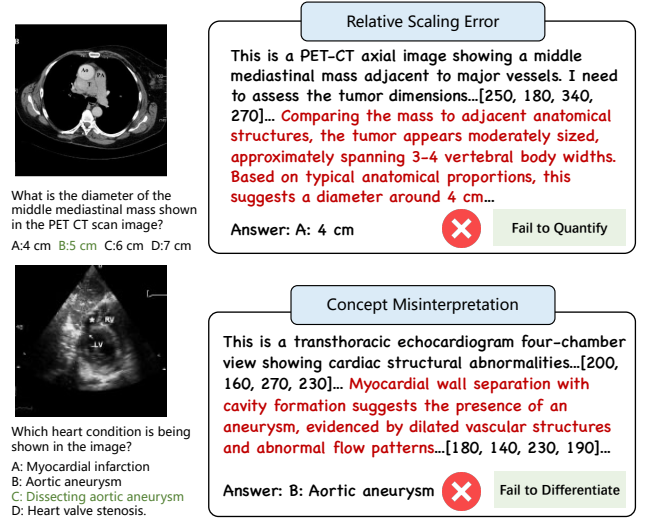 Relative Scaling Error
As
PA
What is the diameter of the
middle mediastinal mass shown
in the PET CT scan image?
A:4 cm B:5 cm C:6 cm D:7 cm
This is a PET-CT axial image showing a middle
mediastinal mass adjacent to major vessels. I need
to assess the tumor dimensions...[250, 180, 340,
270]... Comparing the mass to adjacent anatomical
structures, the tumor appears moderately sized,
approximately spanning 3-4 vertebral body widths.
Based on typical anatomical proportions, this
suggests a diameter around 4 cm...
Answer: A: 4 cm
Fail to Quantify
RV
LV
Which heart condition is being
shown in the image?
A: Myocardial infarction
B: Aortic aneurysm
C: Dissecting aortic aneurysm
D: Heart valve stenosis.
Concept Misinterpretation
This is a transthoracic echocardiogram four-chamber
view showing cardiac structural abnormalities...[200,
160, 270, 230]... Myocardial wall separation with
cavity formation suggests the presence of an
aneurysm, evidenced by dilated vascular structures
and abnormal flow patterns...[180, 140, 230, 190]...
Answer: B: Aortic aneurysm
Fail to Differentiate